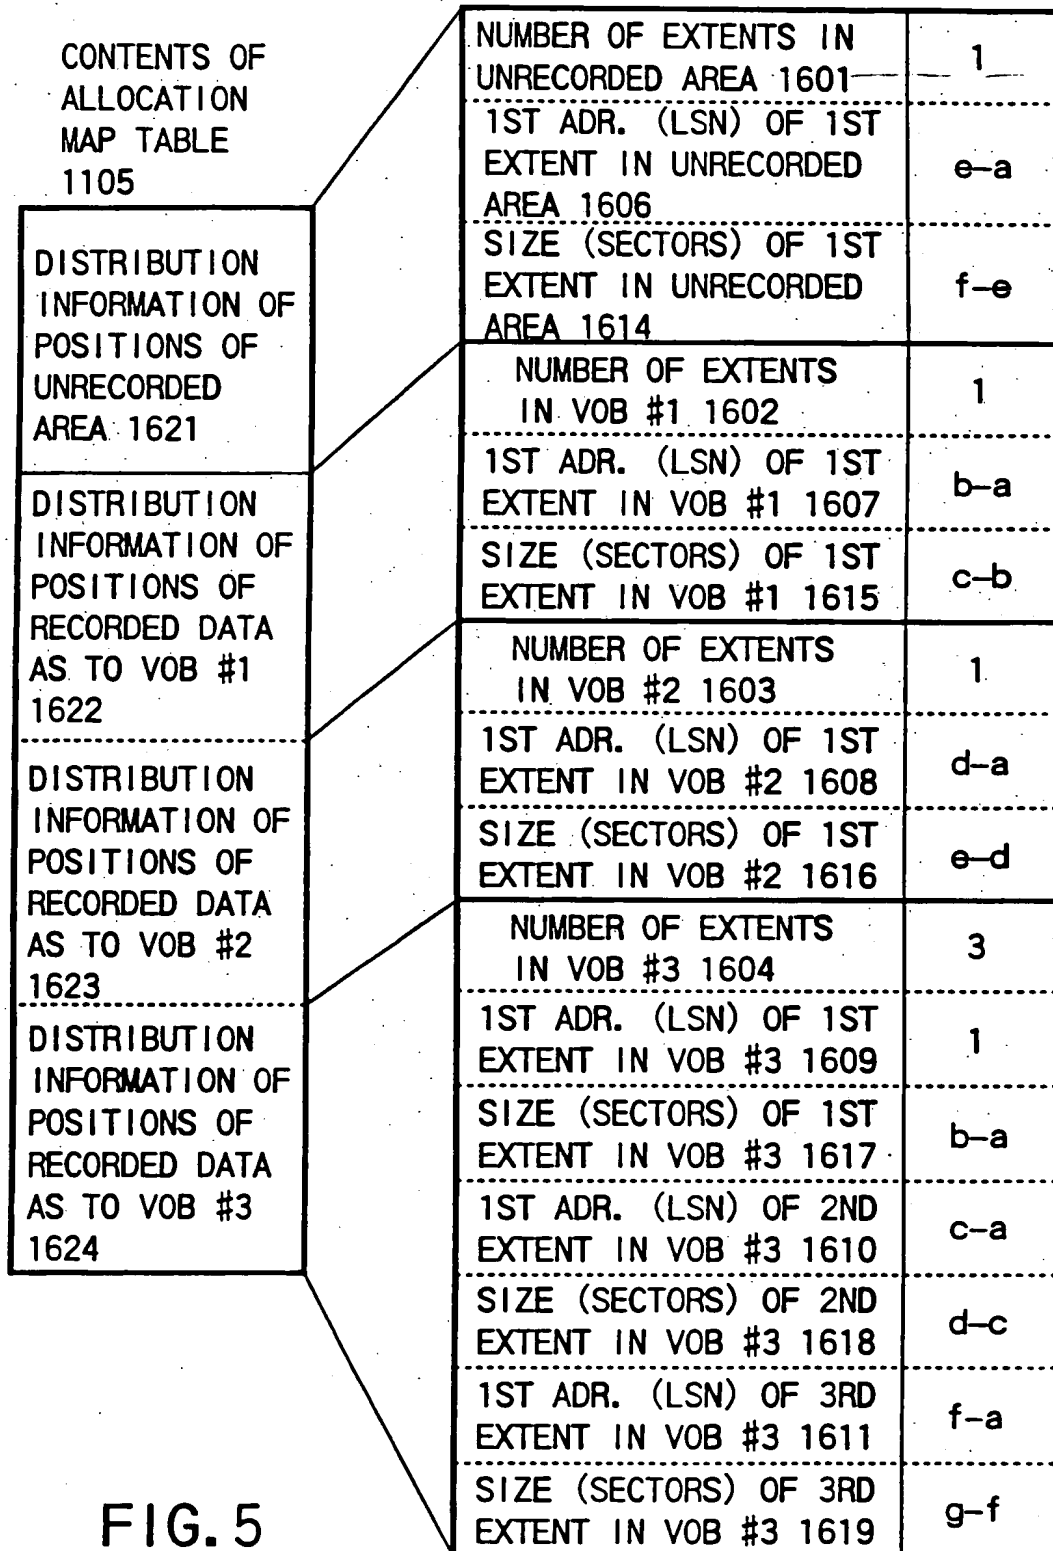 CONTENTS OF
ALLOCATION
MAP TABLE
1105
DISTRIBUTION
INFORMATION OF
POSITIONS OF
UNRECORDED
AREA 1621
DISTRIBUTION
INFORMATION OF
POSITIONS OF
RECORDED DATA
AS TO VOB #1
1622
DISTRIBUTION
INFORMATION OF
POSITIONS OF
RECORDED DATA
AS TO VOB #2
1623
DISTRIBUTION
INFORMATION OF
POSITIONS OF
RECORDED DATA
AS TO VOB #3
1624
NUMBER OF EXTENTS IN
UNRECORDED AREA 1601
1
1ST ADR. (LSN) OF 1ST
EXTENT IN UNRECORDED
AREA 1606
e-a
SIZE (SECTORS) OF 1ST
EXTENT IN UNRECORDED
AREA 1614
f-e
NUMBER OF EXTENTS
IN VOB #1 1602
1
1ST ADR. (LSN) OF 1ST
EXTENT IN VOB #1 1607
b-a
SIZE (SECTORS) OF 1ST
EXTENT IN VOB #1 1615
c-b
NUMBER OF EXTENTS
IN VOB #2 1603
1
1ST ADR. (LSN) OF 1ST
EXTENT IN VOB #2 1608
d-a
SIZE (SECTORS) OF 1ST
EXTENT IN VOB #2 1616
e-d
NUMBER OF EXTENTS
IN VOB #3 1604
3
1ST ADR. (LSN) OF 1ST
EXTENT IN VOB #3 1609
1
SIZE (SECTORS) OF 1ST
EXTENT IN VOB #3 1617
b-a
1ST ADR. (LSN) OF 2ND
EXTENT IN VOB #3 1610
c-a
SIZE (SECTORS) OF 2ND
EXTENT IN VOB #3 1618
d-c
1ST ADR. (LSN) OF 3RD
EXTENT IN VOB #3 1611
f-a
SIZE (SECTORS) OF 3RD
EXTENT IN VOB #3 1619
g-f
FIG. 5